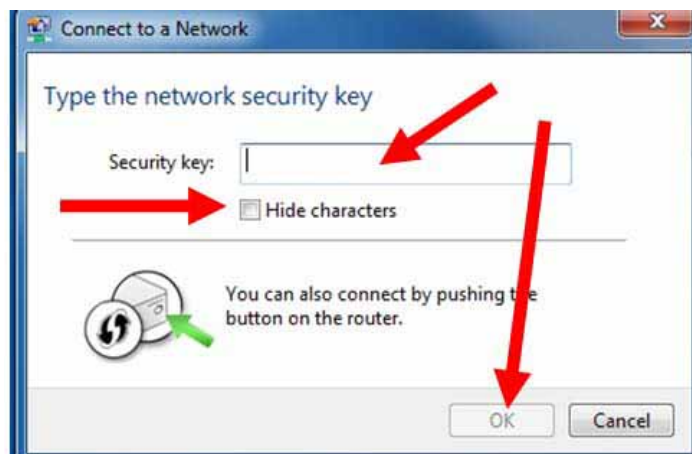 Connect to a Network
Type the network security key
Security key:
Hide characters
You can also connect by pushing the
button on the router.
OK
Cancel